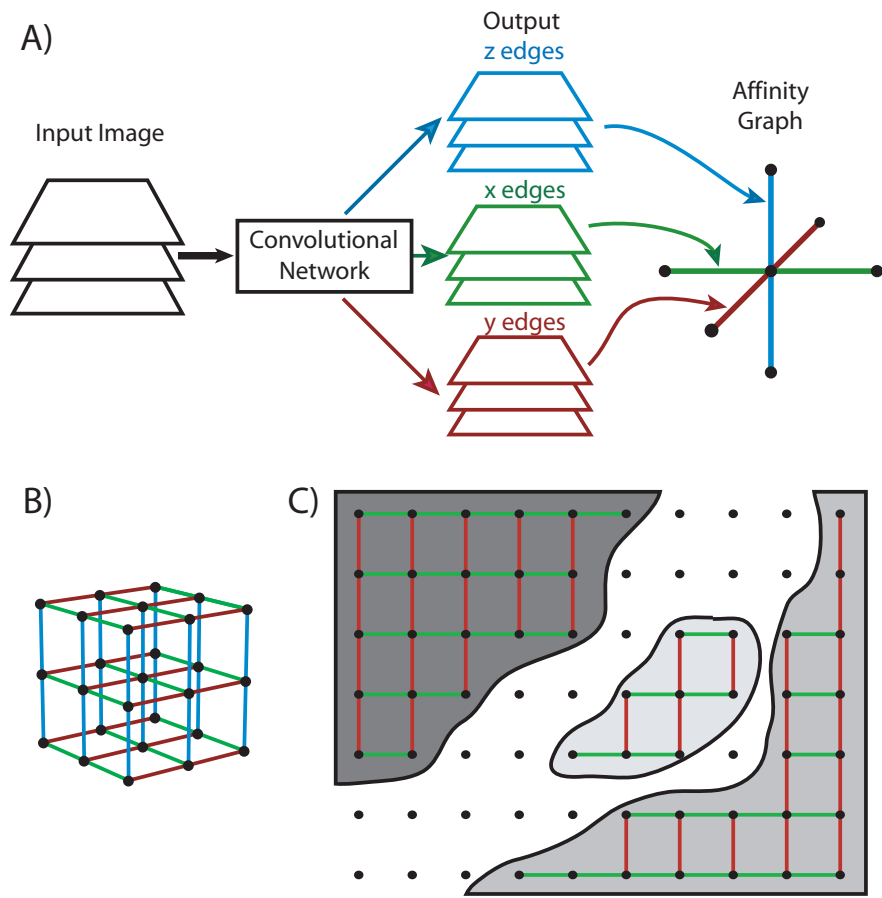 A)
Input Image
Convolutional
Network
Output
z edges
x edges
y edges
Affinity
Graph
B)
C)